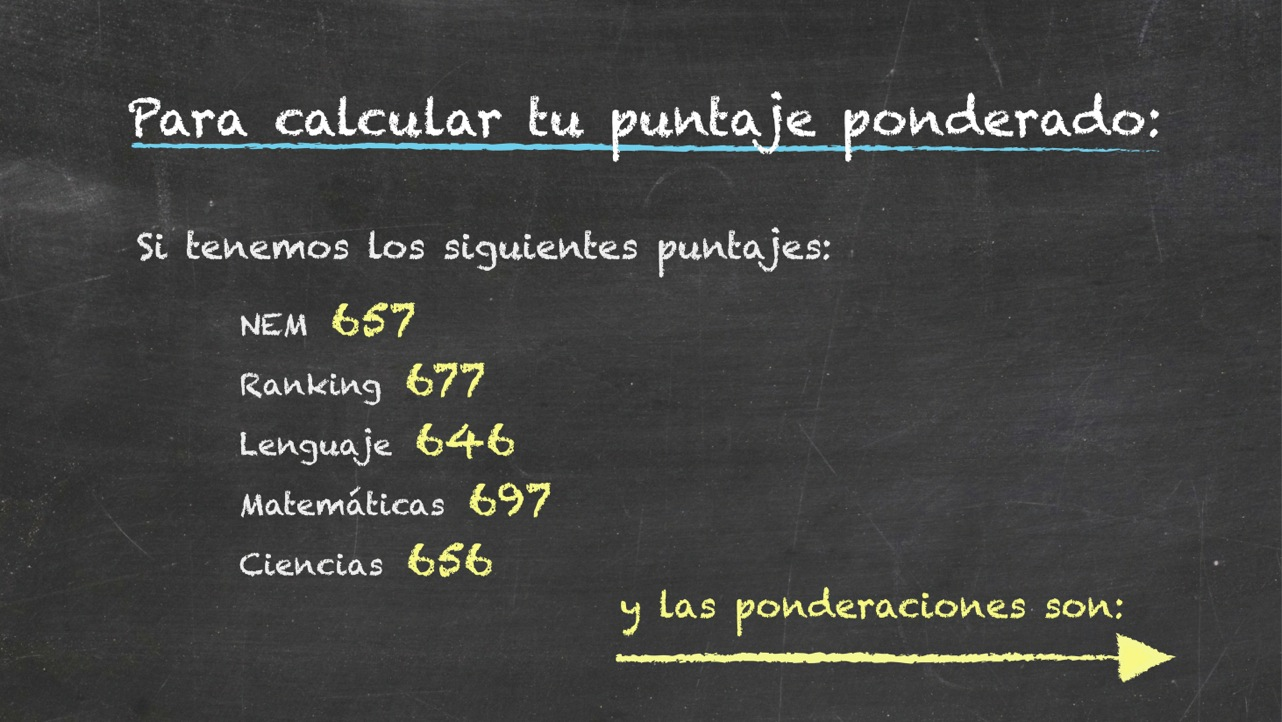 Para calcular tu puntaje ponderado:
Si tenemos los siguientes puntajes:
NEM 657
Ranking 677
Lenguaje 646
Matemáticas 697
Ciencias 656
y las ponderaciones son: